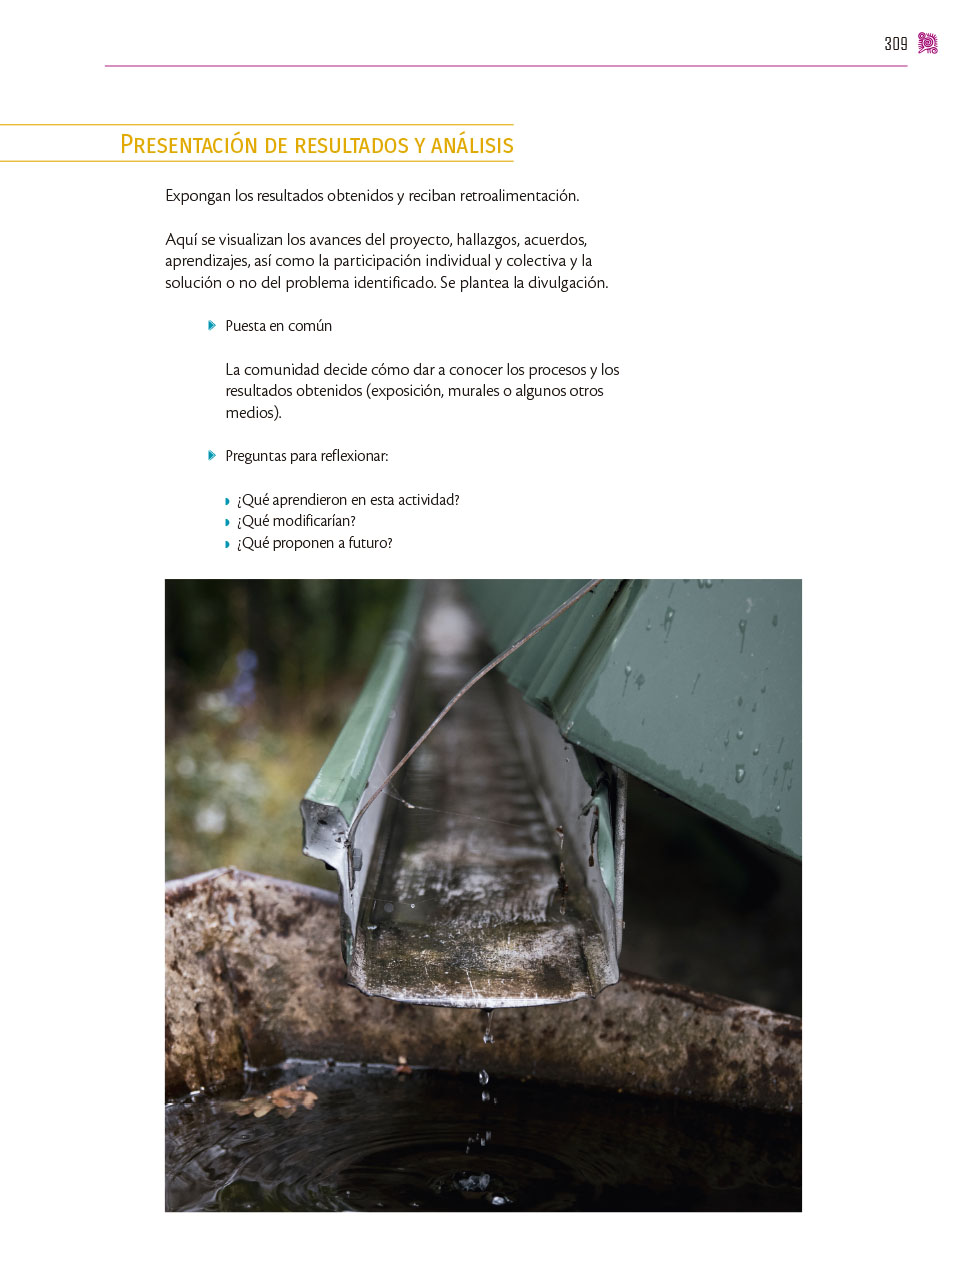 309
Presentación de resultados y análisis
Expongan los resultados obtenidos y reciban retroalimentación.
Aquí se visualizan los avances del proyecto, hallazgos, acuerdos,
aprendizajes, así como la participación individual y colectiva y la
solución o no del problema identificado. Se plantea la divulgación.
Puesta en común
La comunidad decide cómo dar a conocer los procesos y los
resultados obtenidos (exposición, murales o algunos otros
medios).
Preguntas para reflexionar:
¿Qué aprendieron en esta actividad?
¿Qué modificarían?
¿Qué proponen a futuro?